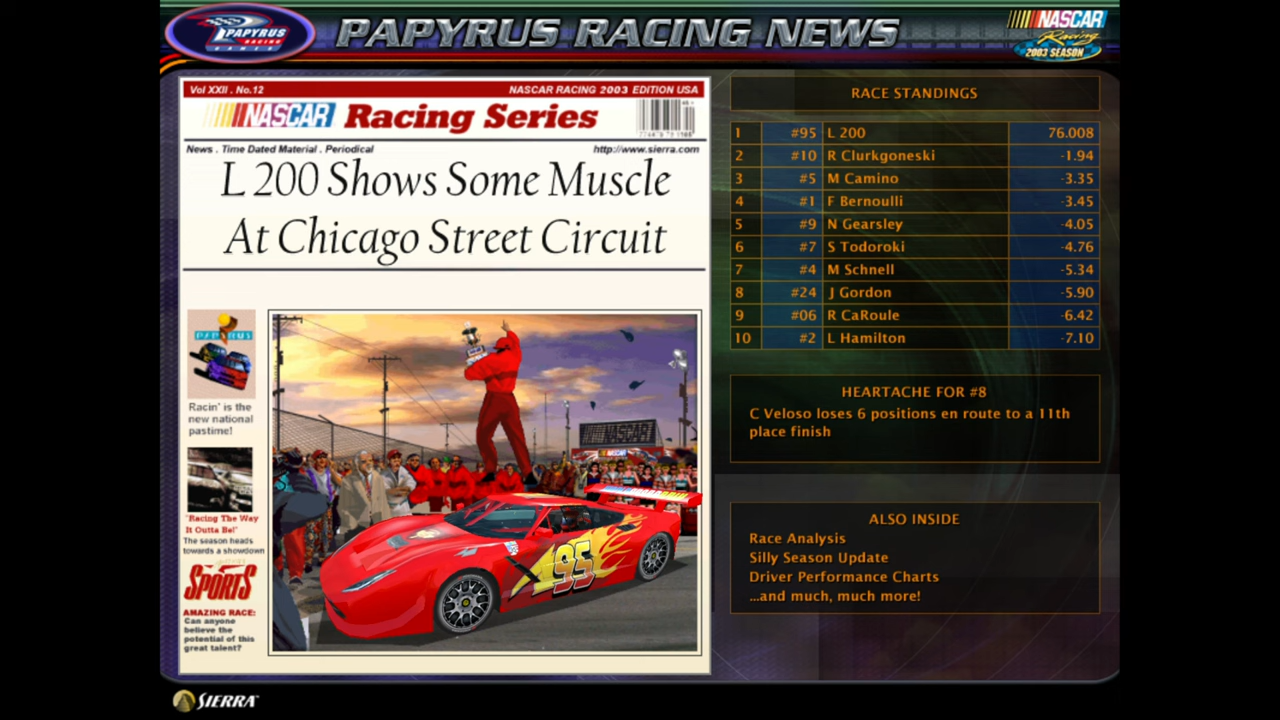 PAPYRUS RACING GAMES
PAPYRUS RACING NEWS
NASCAR
Racing
2003 SEASON
Vol XXII . No.12
NASCAR RACING 2003 EDITION USA
NASCAR Racing Series
News . Time Dated Material . Periodical
http://www.sierra.com
L 200 Shows Some Muscle
At Chicago Street Circuit
PAPYRUS
Racin' is the
new national
pastime!
"Racing The Way
It Outta Be!"
The season heads
towards a showdown
SPORTS
AMAZING RACE:
Can anyone
believe the
potential of this
great talent?
NASCAR
95
RACE STANDINGS
1 #95 L 200 76.008
2 #10 R Clurkgoneski -1.94
3 #5 M Camino -3.35
4 #1 F Bernoulli -3.45
5 #9 N Gearsley -4.05
6 #7 S Todoroki -4.76
7 #4 M Schnell -5.34
8 #24 J Gordon -5.90
9 #06 R CaRoule -6.42
10 #2 L Hamilton -7.10
HEARTACHE FOR #8
C Veloso loses 6 positions en route to a 11th
place finish
ALSO INSIDE
Race Analysis
Silly Season Update
Driver Performance Charts
...and much, much more!
SIERRA